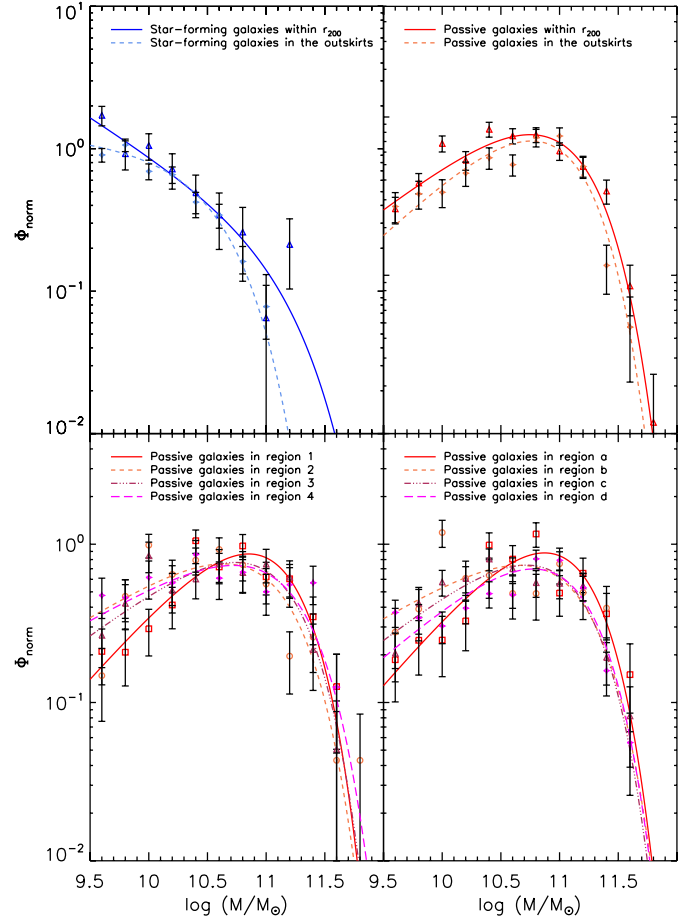 Star-forming galaxies within r₂₀₀
Star-forming galaxies in the outskirts
Passive galaxies within r₂₀₀
Passive galaxies in the outskirts
10¹
10⁰
10⁻¹
10⁻²
Φnorm
Passive galaxies in region 1
Passive galaxies in region 2
Passive galaxies in region 3
Passive galaxies in region 4
Passive galaxies in region a
Passive galaxies in region b
Passive galaxies in region c
Passive galaxies in region d
10⁰
10⁻¹
10⁻²
Φnorm
9.5 10 10.5 11 11.5 9.5 10 10.5 11 11.5
log (M/M⊙) log (M/M⊙)